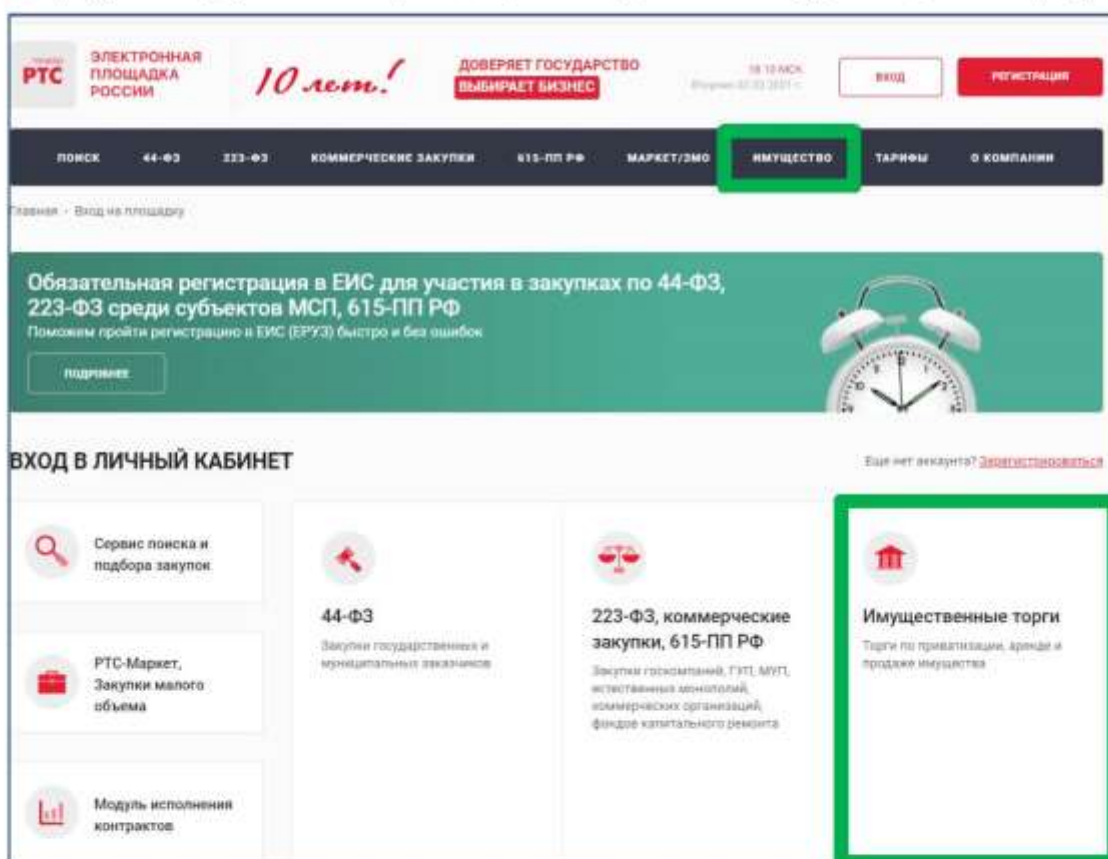 РТС
ЭЛЕКТРОННАЯ
ПЛОЩАДКА
РОССИИ
10 лет!
ДОВЕРЯЕТ ГОСУДАРСТВО
ВЫБИРАЕТ БИЗНЕС
ВХОД
РЕГИСТРАЦИЯ
ПОИСК 44-ФЗ 223-ФЗ КОММЕРЧЕСКИЕ ЗАКУПКИ 615-ПП РФ МАРКЕТ/ЗМО ИМУЩЕСТВО ТАРИФЫ О КОМПАНИИ
Главная - Вход на площадку
Обязательная регистрация в ЕИС для участия в закупках по 44-ФЗ,
223-ФЗ среди субъектов МСП, 615-ПП РФ
Поможем пройти регистрацию в ЕИС (ЕРУЗ) быстро и без ошибок
ПОДРОБНЕЕ
ВХОД В ЛИЧНЫЙ КАБИНЕТ
Еще нет аккаунта? Зарегистрироваться
Сервис поиска и
подбора закупок
РТС-Маркет,
Закупки малого
объема
Модуль исполнения
контрактов
44-ФЗ
Закупки государственных и
муниципальных заказчиков
223-ФЗ, коммерческие
закупки, 615-ПП РФ
Закупки госкомпаний, ГУП, МУП,
естественных монополий,
коммерческих организаций,
фондов капитального ремонта
Имущественные торги
Торги по приватизации, аренде и
продаже имущества